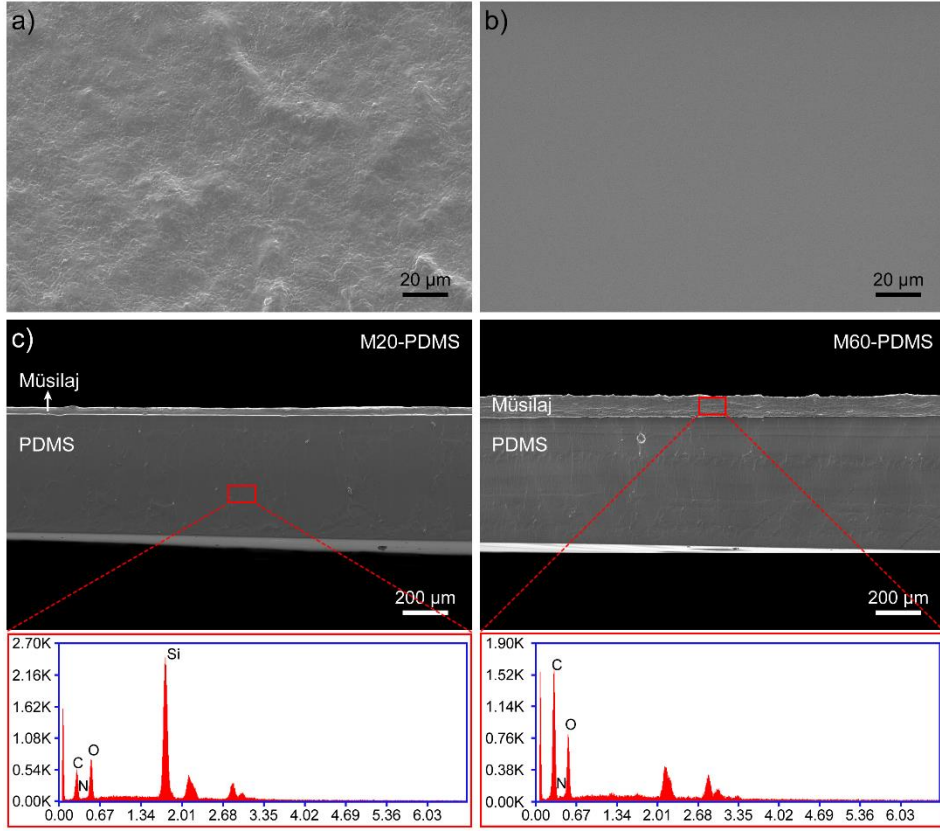 a)
20 µm
b)
20 µm
c)
M20-PDMS
Müsilaj
PDMS
200 µm
M60-PDMS
Müsilaj
PDMS
200 µm
2.70K
2.16K
1.62K
1.08K
0.54K
0.00K
Si
C
N
O
0.00 0.67 1.34 2.01 2.68 3.35 4.02 4.69 5.36 6.03
1.90K
1.52K
1.14K
0.76K
0.38K
0.00K
C
N
O
0.00 0.67 1.34 2.01 2.68 3.35 4.02 4.69 5.36 6.03